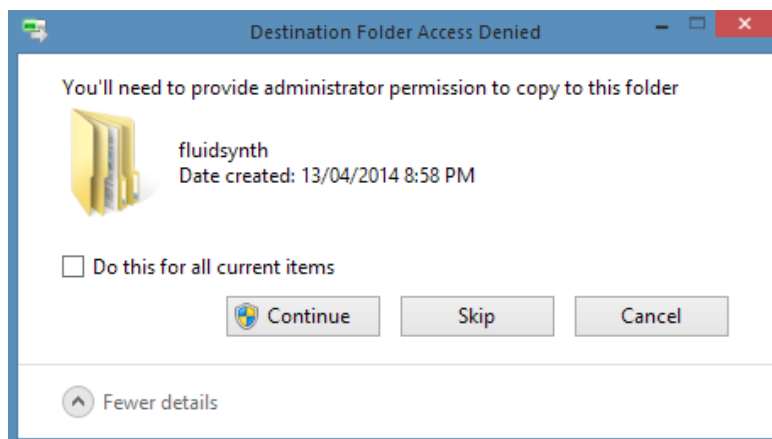 Destination Folder Access Denied
You'll need to provide administrator permission to copy to this folder
fluidsynth
Date created: 13/04/2014 8:58 PM
Do this for all current items
Continue
Skip
Cancel
Fewer details